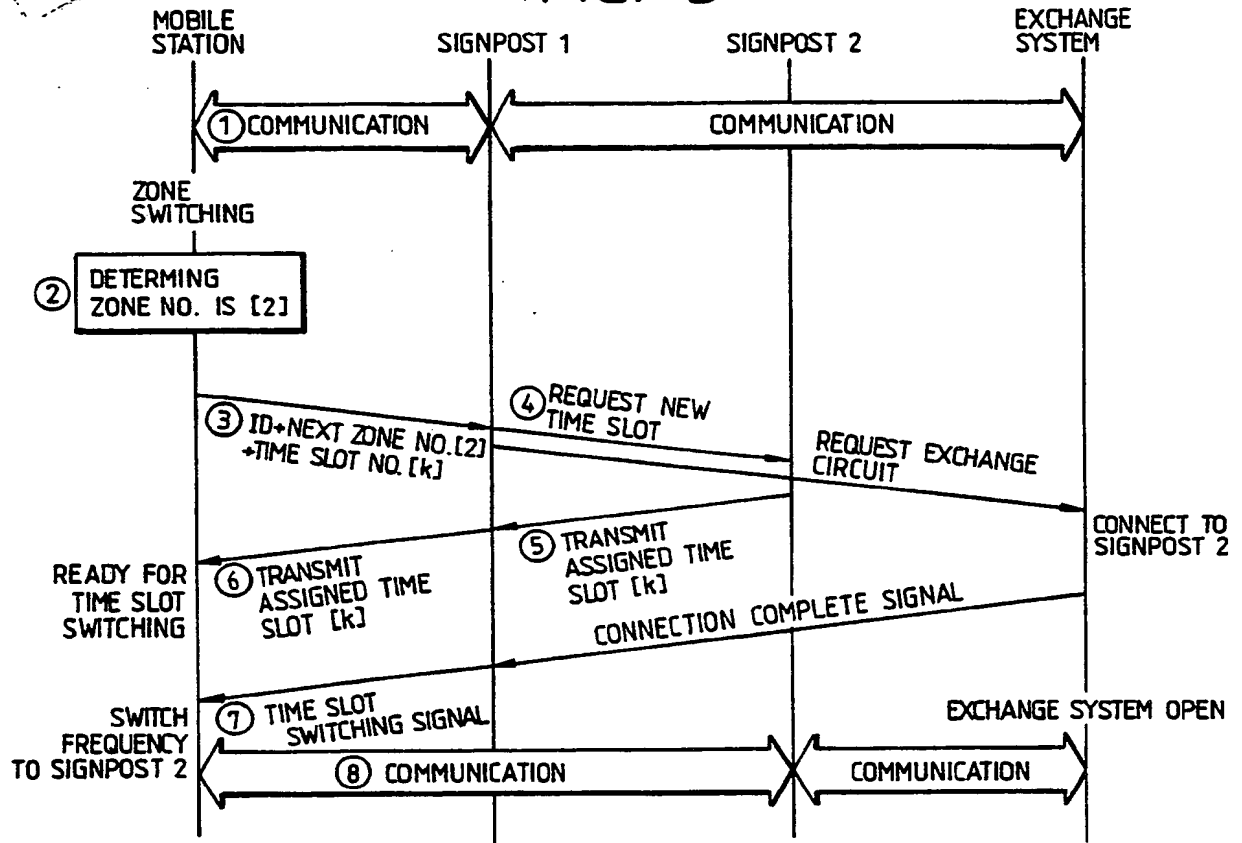 MOBILE
STATION
SIGNPOST 1
SIGNPOST 2
EXCHANGE
SYSTEM
① COMMUNICATION
COMMUNICATION
ZONE
SWITCHING
②
DETERMING
ZONE NO. IS [2]
③ ID+NEXT ZONE NO.[2]
+TIME SLOT NO.[k]
④ REQUEST NEW
TIME SLOT
REQUEST EXCHANGE
CIRCUIT
CONNECT TO
SIGNPOST 2
⑤ TRANSMIT
ASSIGNED TIME
SLOT [k]
⑥ TRANSMIT
ASSIGNED TIME
SLOT [k]
READY FOR
TIME SLOT
SWITCHING
CONNECTION COMPLETE SIGNAL
⑦ TIME SLOT
SWITCHING SIGNAL
SWITCH
FREQUENCY
TO SIGNPOST 2
EXCHANGE SYSTEM OPEN
⑧ COMMUNICATION
COMMUNICATION